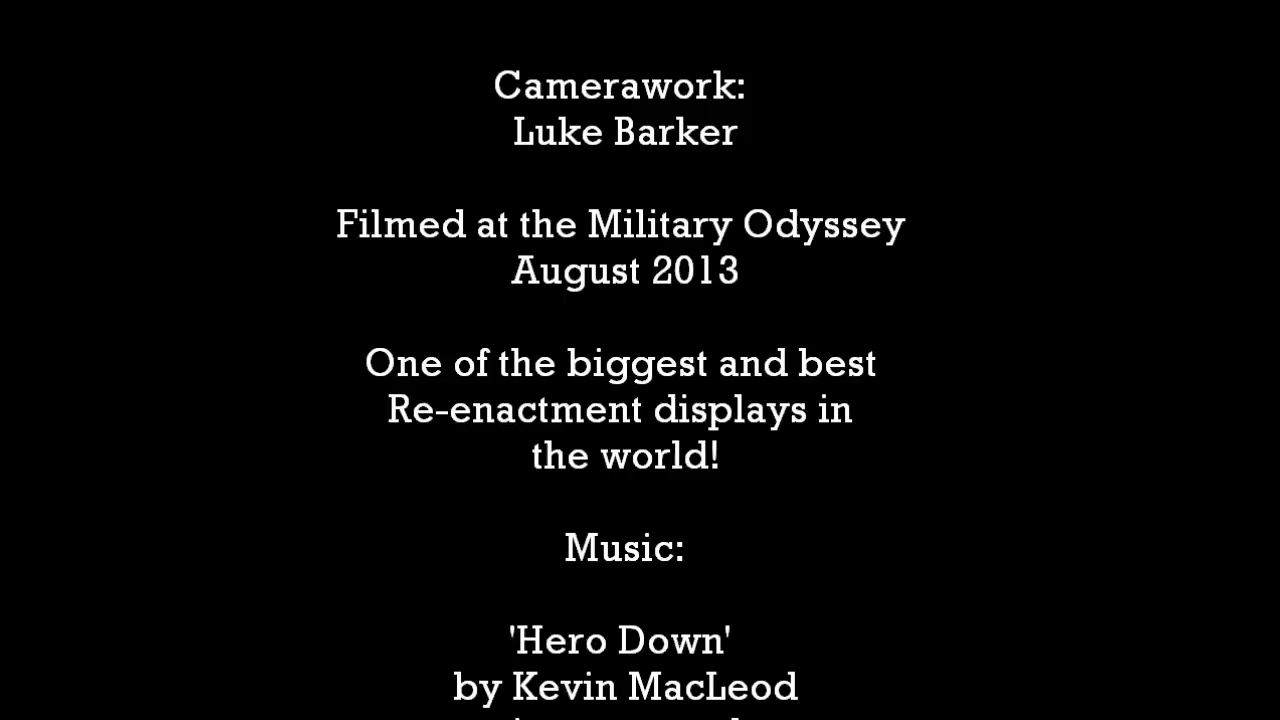 Camerawork:
Luke Barker
Filmed at the Military Odyssey
August 2013
One of the biggest and best
Re-enactment displays in
the world!
Music:
'Hero Down'
by Kevin MacLeod